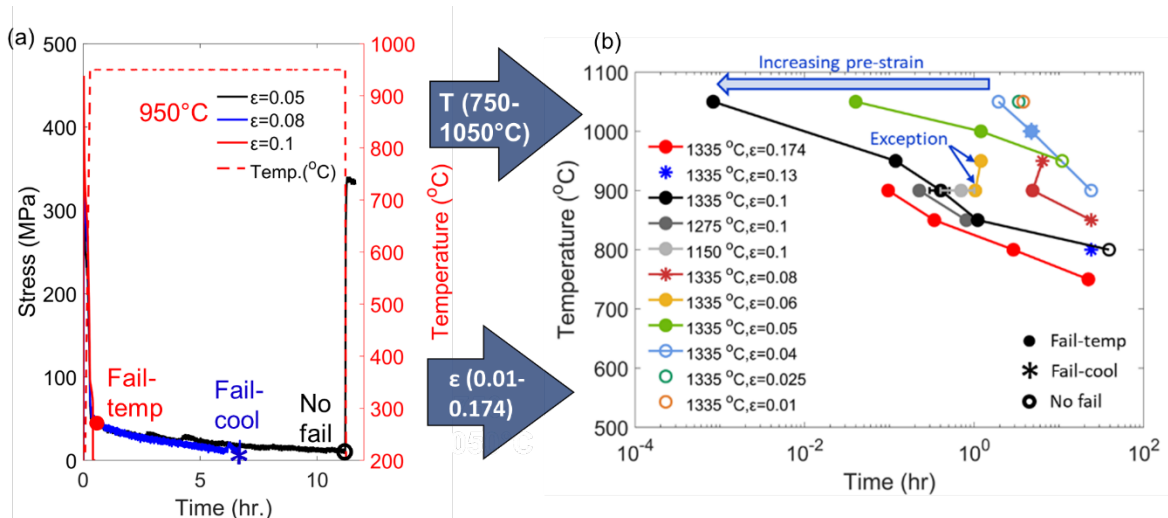 (a)
500
400
300
200
100
0
Stress (MPa)
0
5
10
Time (hr.)
1000
900
800
700
600
500
400
300
200
Temperature (°C)
950°C
ε=0.05
ε=0.08
ε=0.1
Temp.(°C)
Fail-
temp
Fail-
cool
No
fail
T (750-
1050°C)
ε (0.01-
0.174)
(b)
1100
1000
900
800
700
600
500
Temperature (°C)
10-4
10-2
100
102
Time (hr)
Increasing pre-strain
Exception
1335 °C,ε=0.174
1335 °C,ε=0.13
1335 °C,ε=0.1
1275 °C,ε=0.1
1150 °C,ε=0.1
1335 °C,ε=0.08
1335 °C,ε=0.06
1335 °C,ε=0.05
1335 °C,ε=0.04
1335 °C,ε=0.025
1335 °C,ε=0.01
Fail-temp
Fail-cool
No fail